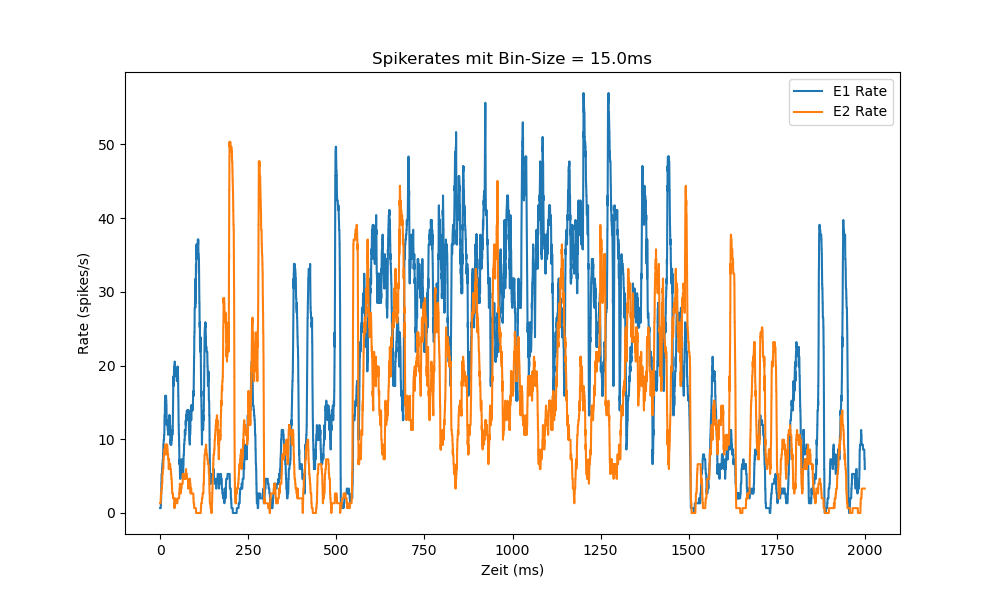 Spikerates mit Bin-Size = 15.0ms
E1 Rate
E2 Rate
50
40
30
20
10
0
Rate (spikes/s)
0 250 500 750 1000 1250 1500 1750 2000
Zeit (ms)